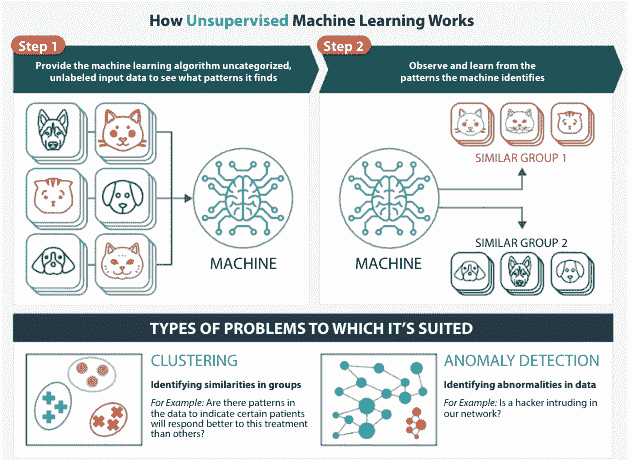 How Unsupervised Machine Learning Works
Step 1
Provide the machine learning algorithm uncategorized,
unlabeled input data to see what patterns it finds
MACHINE
Step 2
Observe and learn from the
patterns the machine identifies
SIMILAR GROUP 1
MACHINE
SIMILAR GROUP 2
TYPES OF PROBLEMS TO WHICH IT'S SUITED
CLUSTERING
Identifying similarities in groups
For Example: Are there patterns in
the data to indicate certain patients
will respond better to this treatment
than others?
ANOMALY DETECTION
Identifying abnormalities in data
For Example: Is a hacker intruding in
our network?